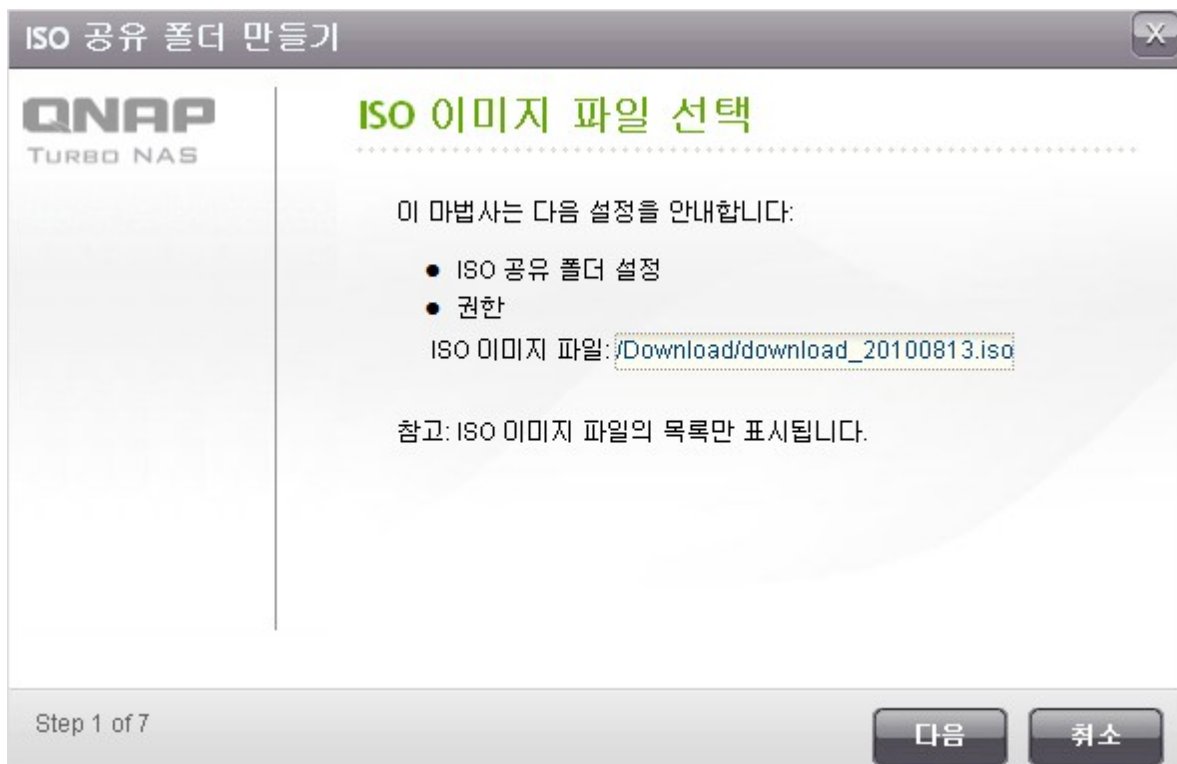 ISO 공유 폴더 만들기
X
QNAP
TURBO NAS
ISO 이미지 파일 선택
이 마법사는 다음 설정을 안내합니다:
● ISO 공유 폴더 설정
● 권한
ISO 이미지 파일: /Download/download_20100813.iso
참고: ISO 이미지 파일의 목록만 표시됩니다.
Step 1 of 7
다음
취소